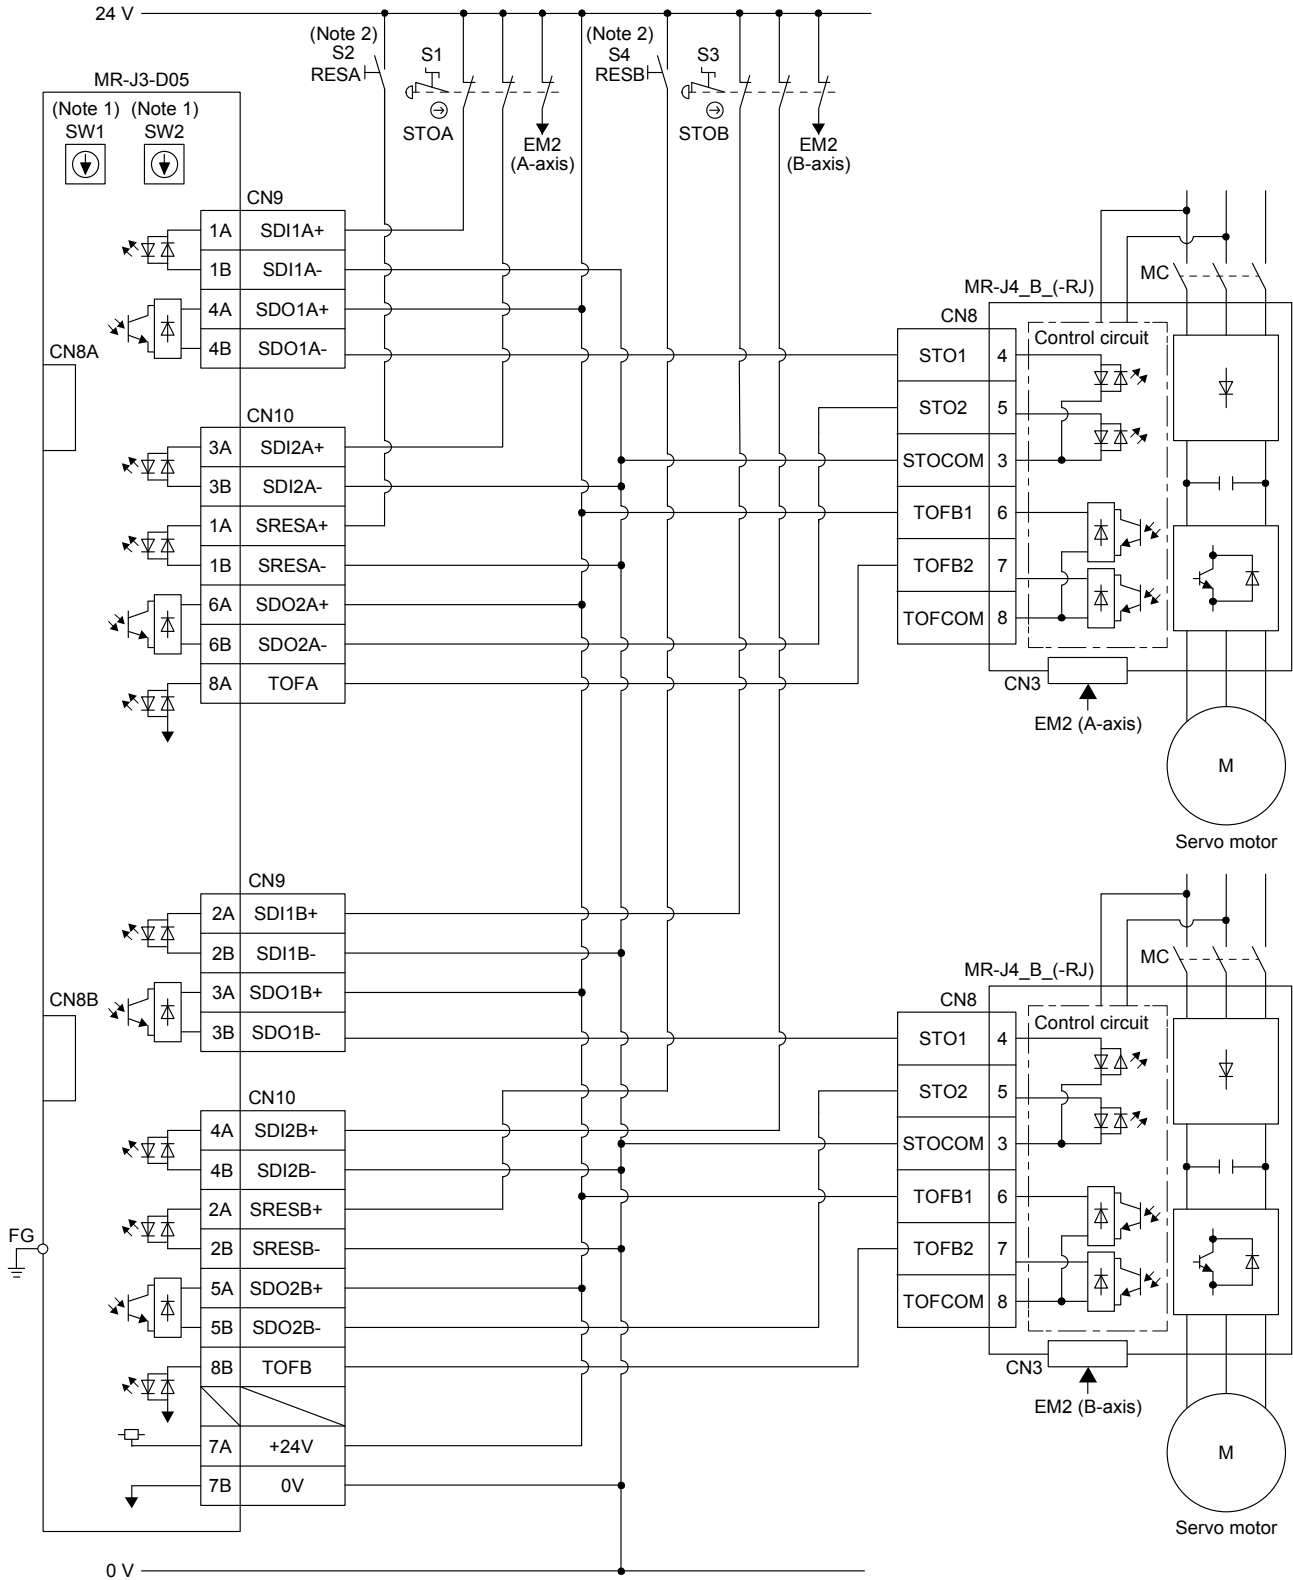 24 V
(Note 2)
S2
RESA
S1
STOA
EM2
(A-axis)
(Note 2)
S4
RESB
S3
STOB
EM2
(B-axis)
MR-J3-D05
(Note 1) (Note 1)
SW1 SW2
CN8A
CN9
1A SDI1A+
1B SDI1A-
4A SDO1A+
4B SDO1A-
CN10
3A SDI2A+
3B SDI2A-
1A SRESA+
1B SRESA-
6A SDO2A+
6B SDO2A-
8A TOFA
MC
MR-J4_B_(-RJ)
CN8
Control circuit
STO1 4
STO2 5
STOCOM 3
TOFB1 6
TOFB2 7
TOFCOM 8
CN3
EM2 (A-axis)
M
Servo motor
CN8B
CN9
2A SDI1B+
2B SDI1B-
3A SDO1B+
3B SDO1B-
CN10
4A SDI2B+
4B SDI2B-
2A SRESB+
2B SRESB-
5A SDO2B+
5B SDO2B-
8B TOFB
7A +24V
7B 0V
FG
MC
MR-J4_B_(-RJ)
CN8
Control circuit
STO1 4
STO2 5
STOCOM 3
TOFB1 6
TOFB2 7
TOFCOM 8
CN3
EM2 (B-axis)
M
Servo motor
0 V